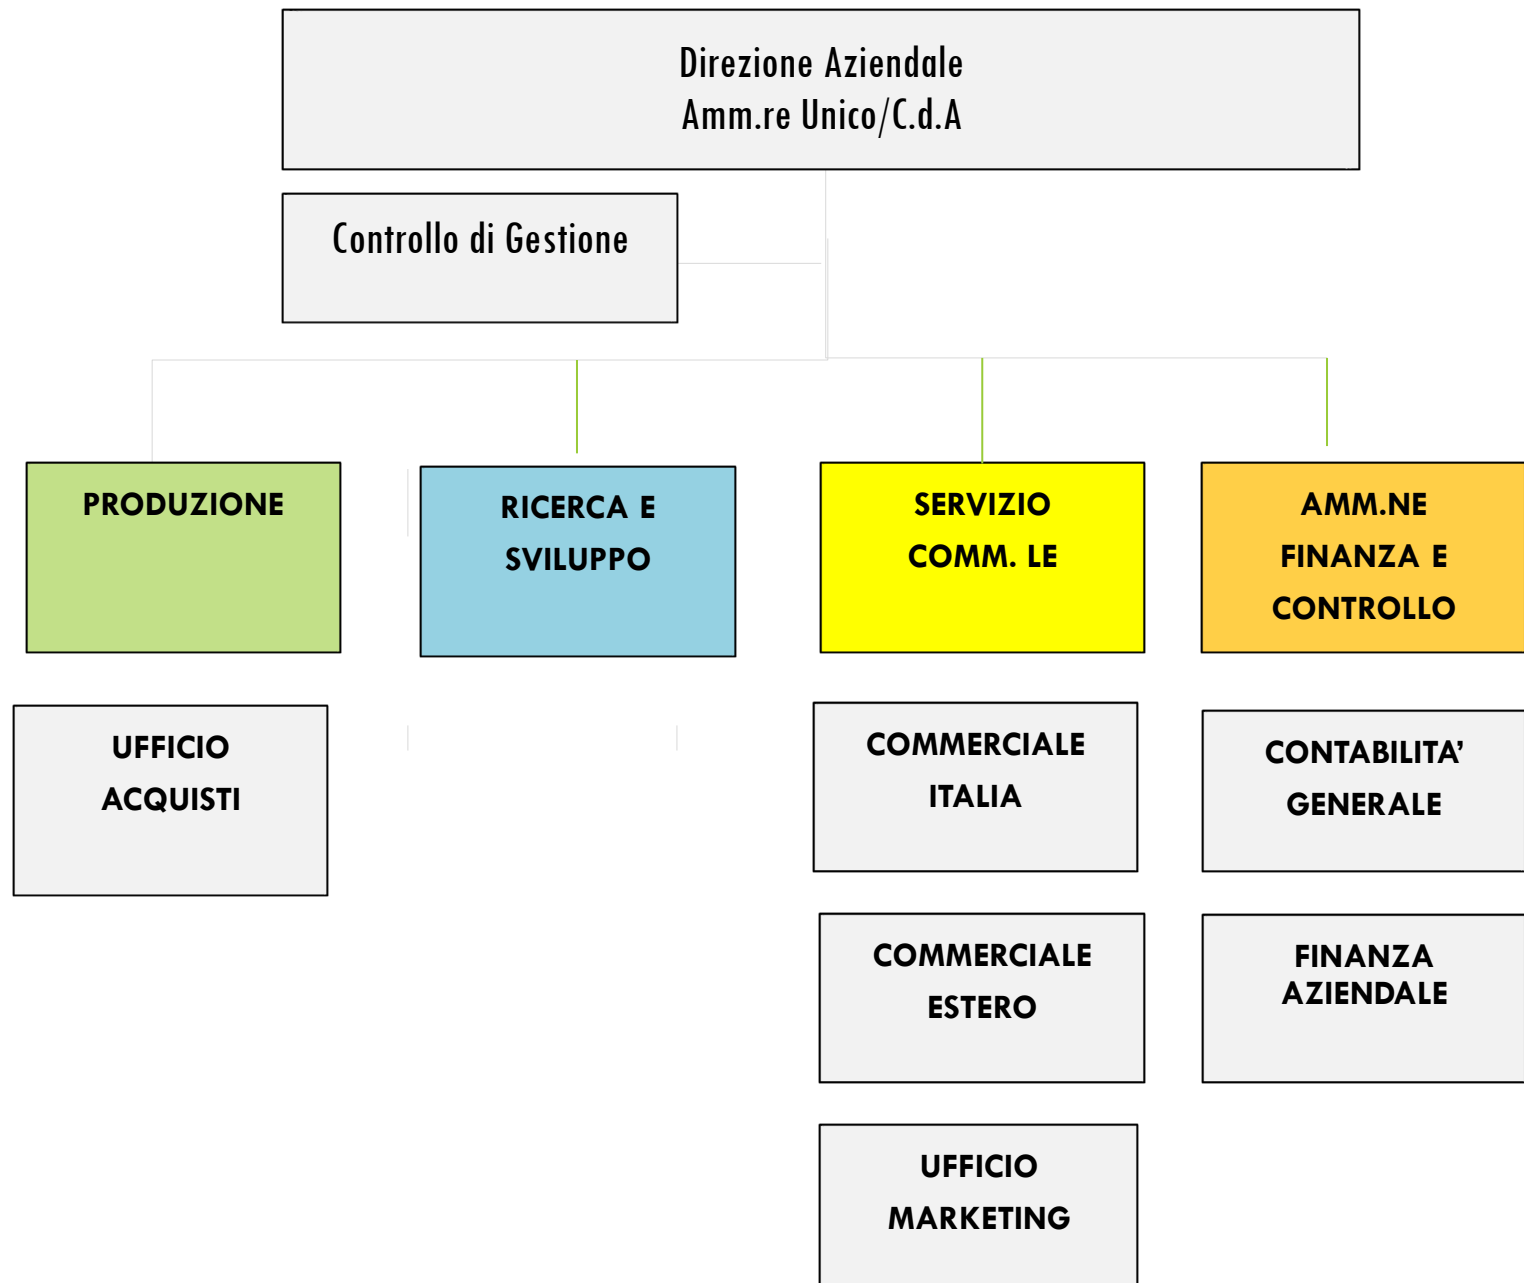 Direzione Aziendale
Amm.re Unico/C.d.A
Controllo di Gestione
PRODUZIONE
RICERCA E
SVILUPPO
SERVIZIO
COMM. LE
AMM.NE
FINANZA E
CONTROLLO
UFFICIO
ACQUISTI
COMMERCIALE
ITALIA
CONTABILITA’
GENERALE
COMMERCIALE
ESTERO
FINANZA
AZIENDALE
UFFICIO
MARKETING